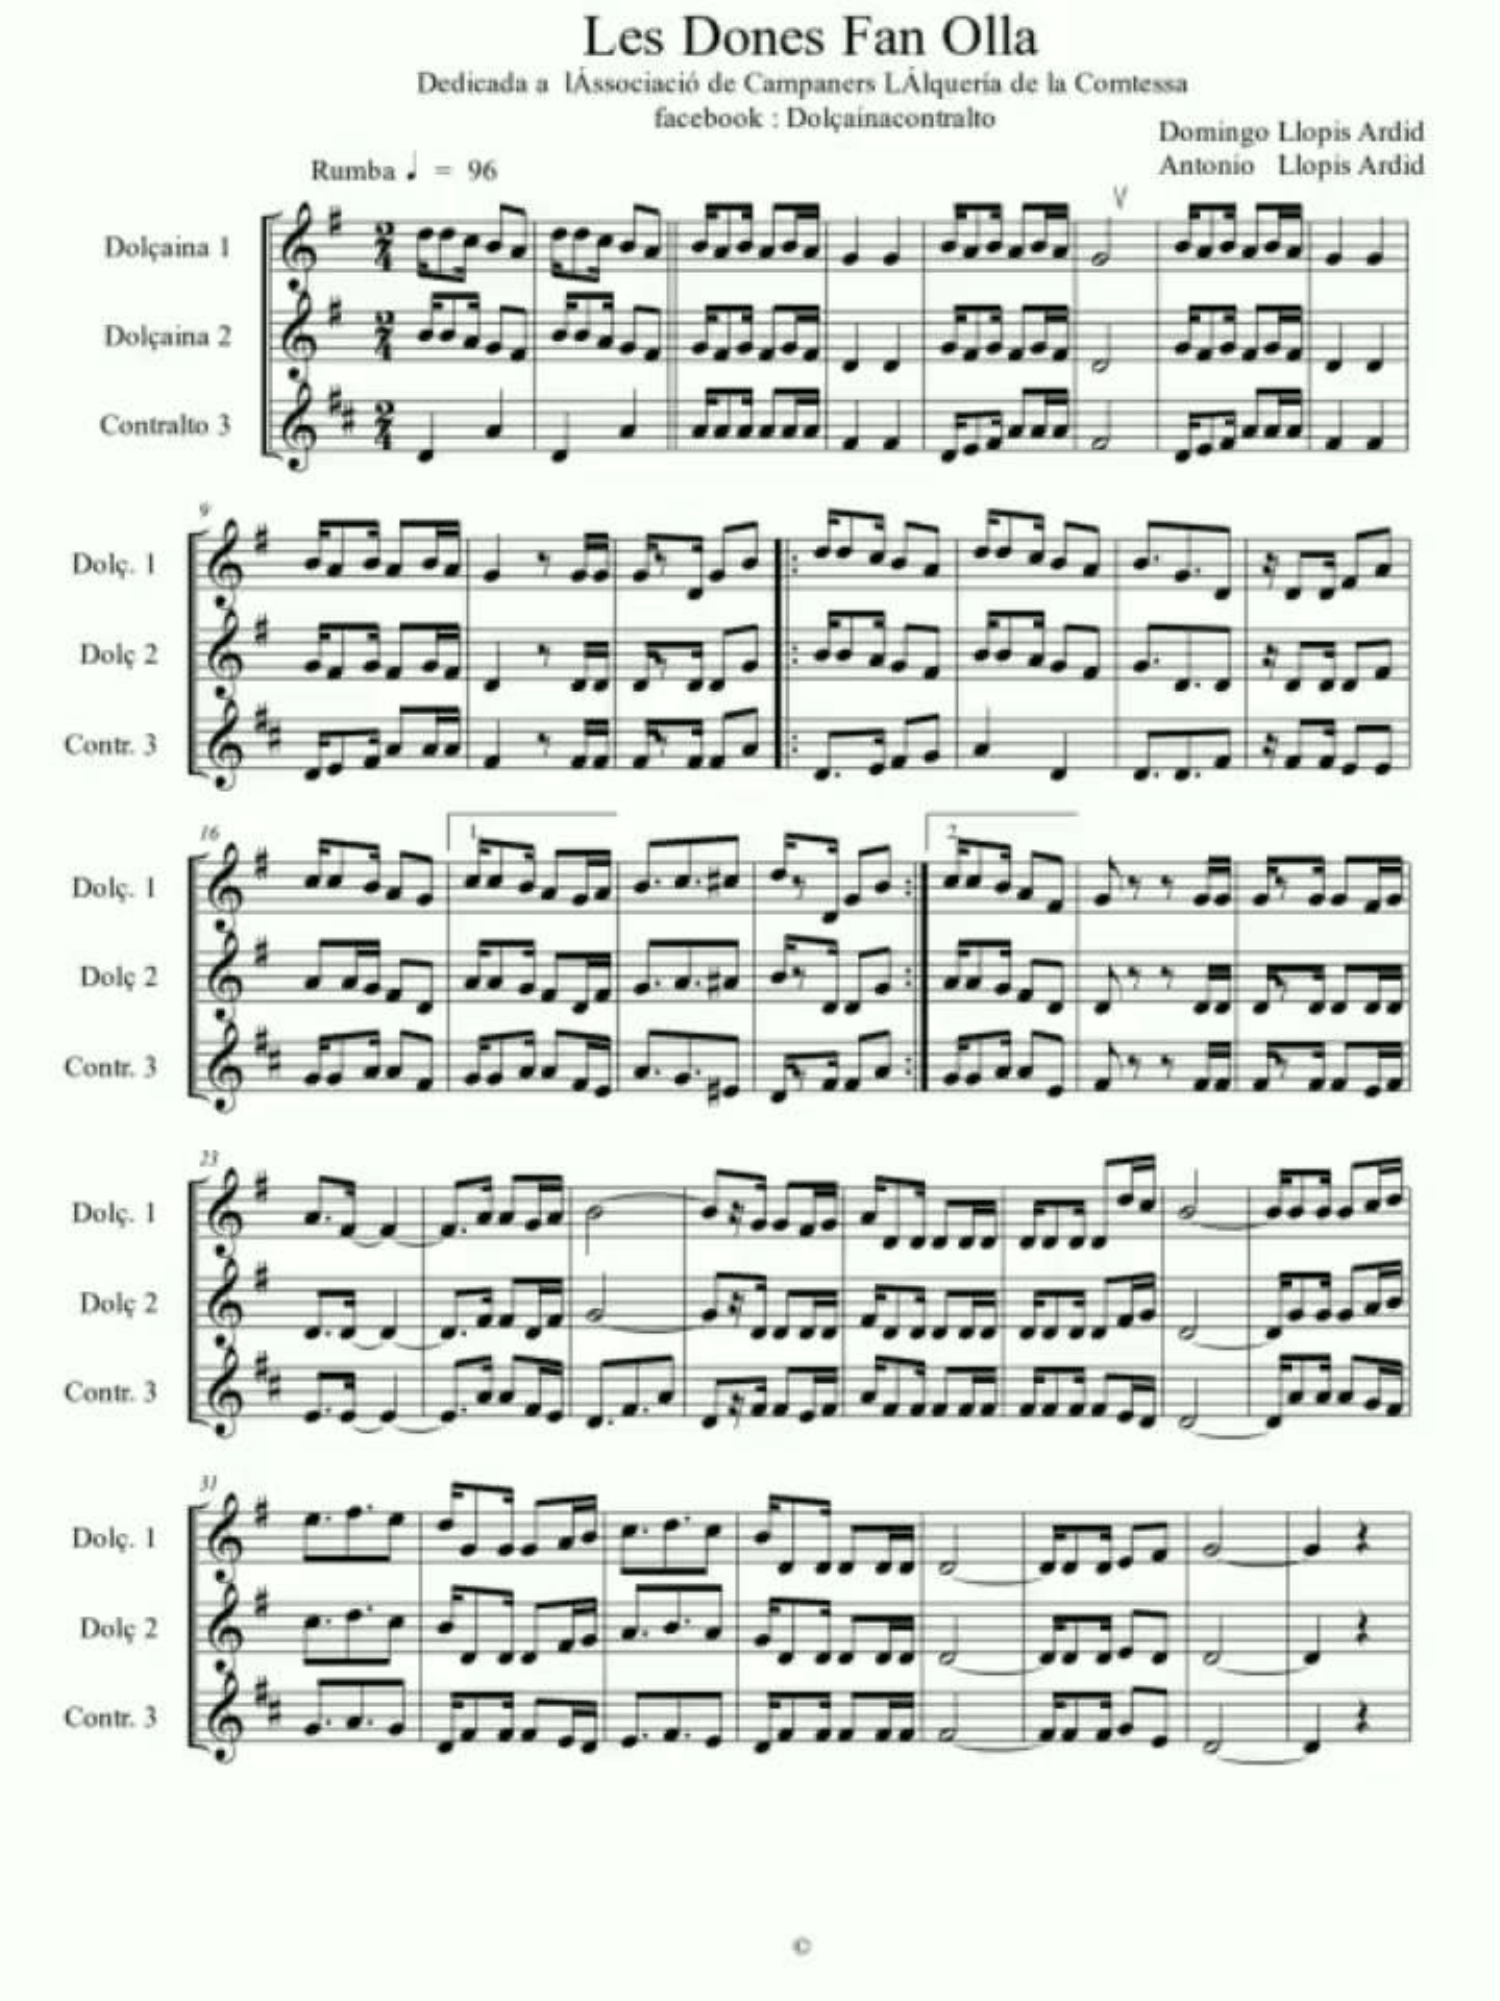 Les Dones Fan Olla
Dedicada a lÁssociació de Campaners LÁlquería de la Comtessa
facebook : Dolçainacontralto
Domingo Llopis Ardid
Rumba ♩ = 96
Antonio Llopis Ardid
Dolçaina 1
Dolçaina 2
Contralto 3
9
Dolç. 1
Dolç 2
Contr. 3
16
1.
2.
Dolç. 1
Dolç 2
Contr. 3
23
Dolç. 1
Dolç 2
Contr. 3
31
Dolç. 1
Dolç 2
Contr. 3
©